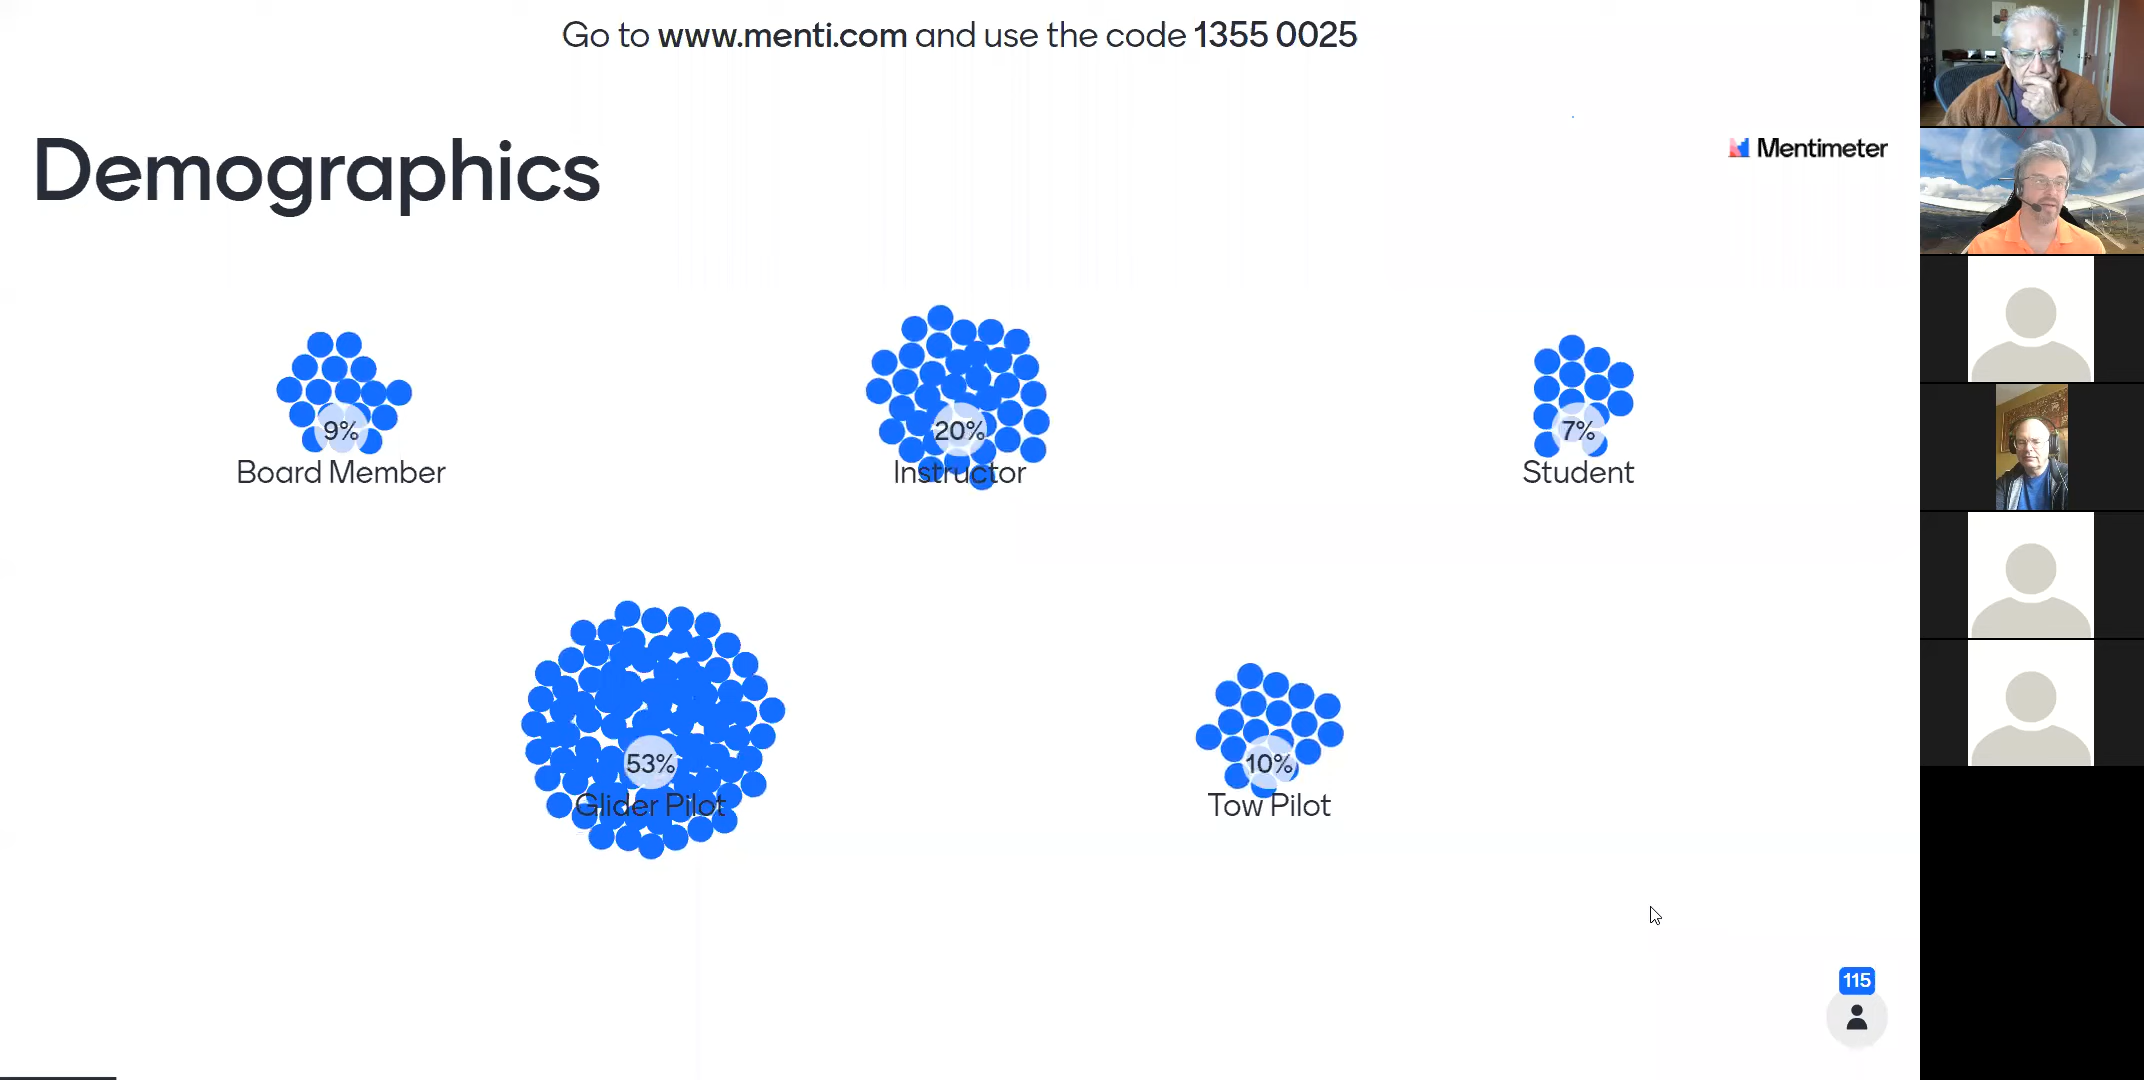 Go to www.menti.com and use the code 1355 0025
Demographics
Mentimeter
9%
Board Member
20%
Instructor
7%
Student
53%
Glider Pilot
10%
Tow Pilot
115